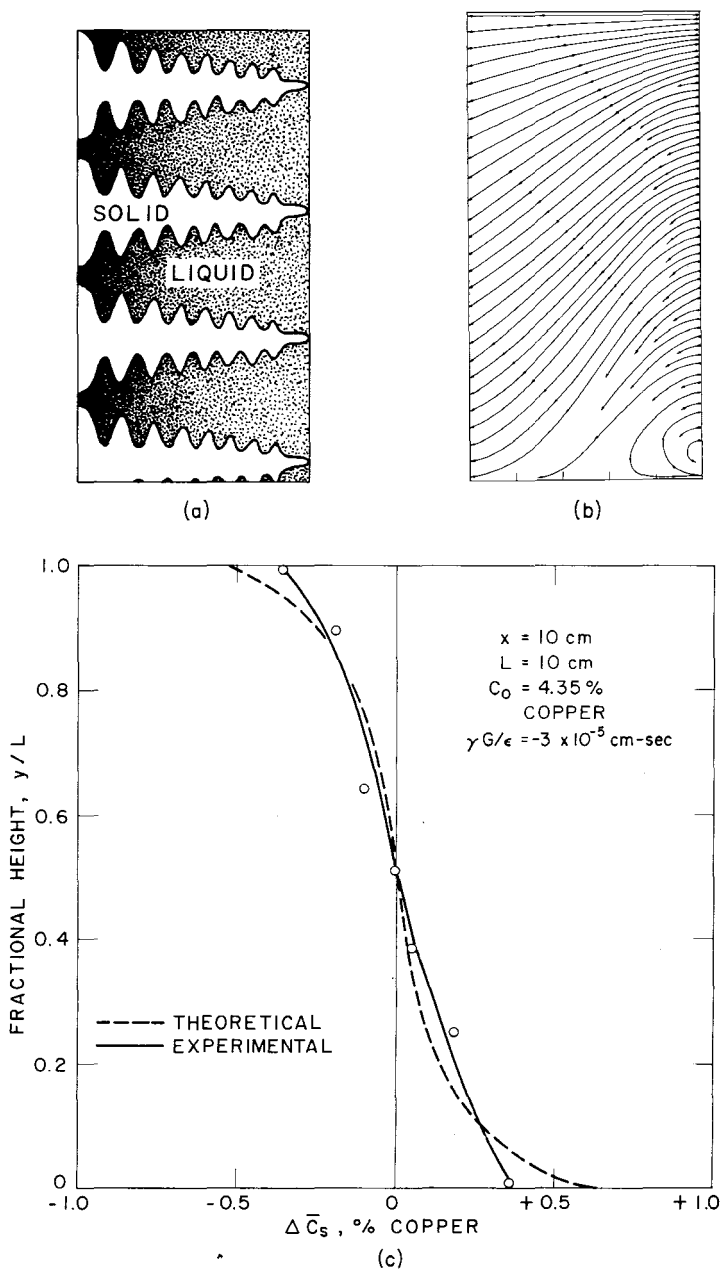 SOLID
LIQUID
(a)
(b)
1.0
0.8
0.6
0.4
0.2
0
FRACTIONAL HEIGHT, y/L
x = 10 cm
L = 10 cm
C₀ = 4.35%
COPPER
γG/ϵ = -3 x10⁻⁵ cm-sec
THEORETICAL
EXPERIMENTAL
-1.0
-0.5
0
+0.5
+1.0
ΔC̅ₛ, % COPPER
(c)